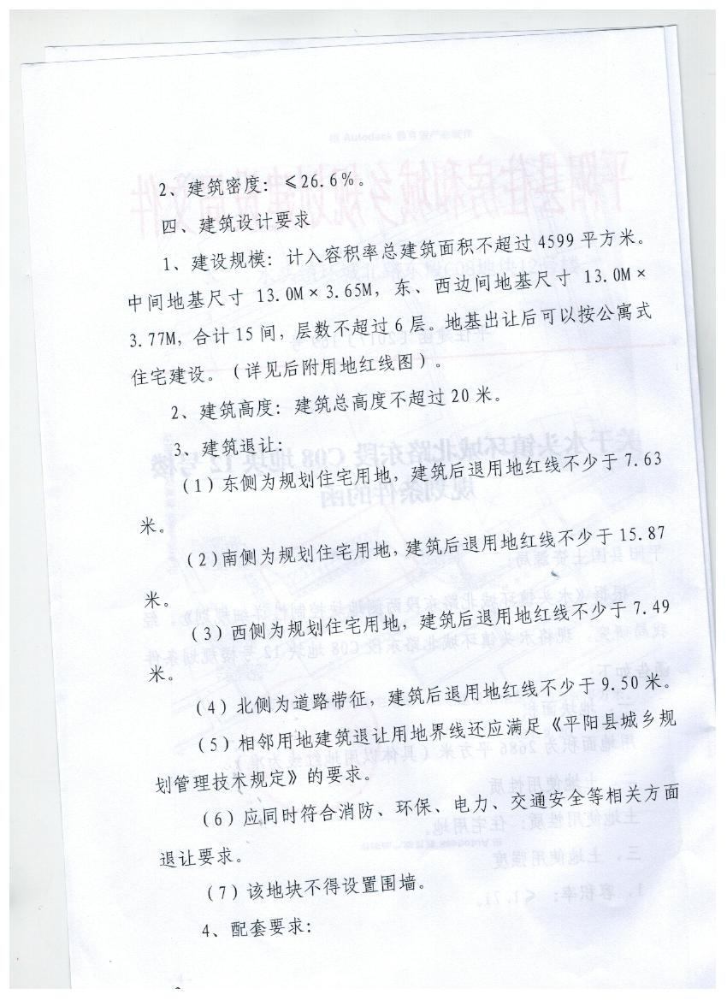 2、建筑密度：≤26.6%。
四、建筑设计要求
1、建设规模：计入容积率总建筑面积不超过 4599 平方米。
中间地基尺寸 13.0M×3.65M，东、西边间地基尺寸 13.0M×
3.77M，合计 15 间，层数不超过 6 层。地基出让后可以按公寓式
住宅建设。（详见后附用地红线图）。
2、建筑高度：建筑总高度不超过 20 米。
3、建筑退让：
（1）东侧为规划住宅用地，建筑后退用地红线不少于 7.63
米。
（2）南侧为规划住宅用地，建筑后退用地红线不少于 15.87
米。
（3）西侧为规划住宅用地，建筑后退用地红线不少于 7.49
米。
（4）北侧为道路带征，建筑后退用地红线不少于 9.50 米。
（5）相邻用地建筑退让用地界线还应满足《平阳县城乡规
划管理技术规定》的要求。
（6）应同时符合消防、环保、电力、交通安全等相关方面
退让要求。
（7）该地块不得设置围墙。
4、配套要求：